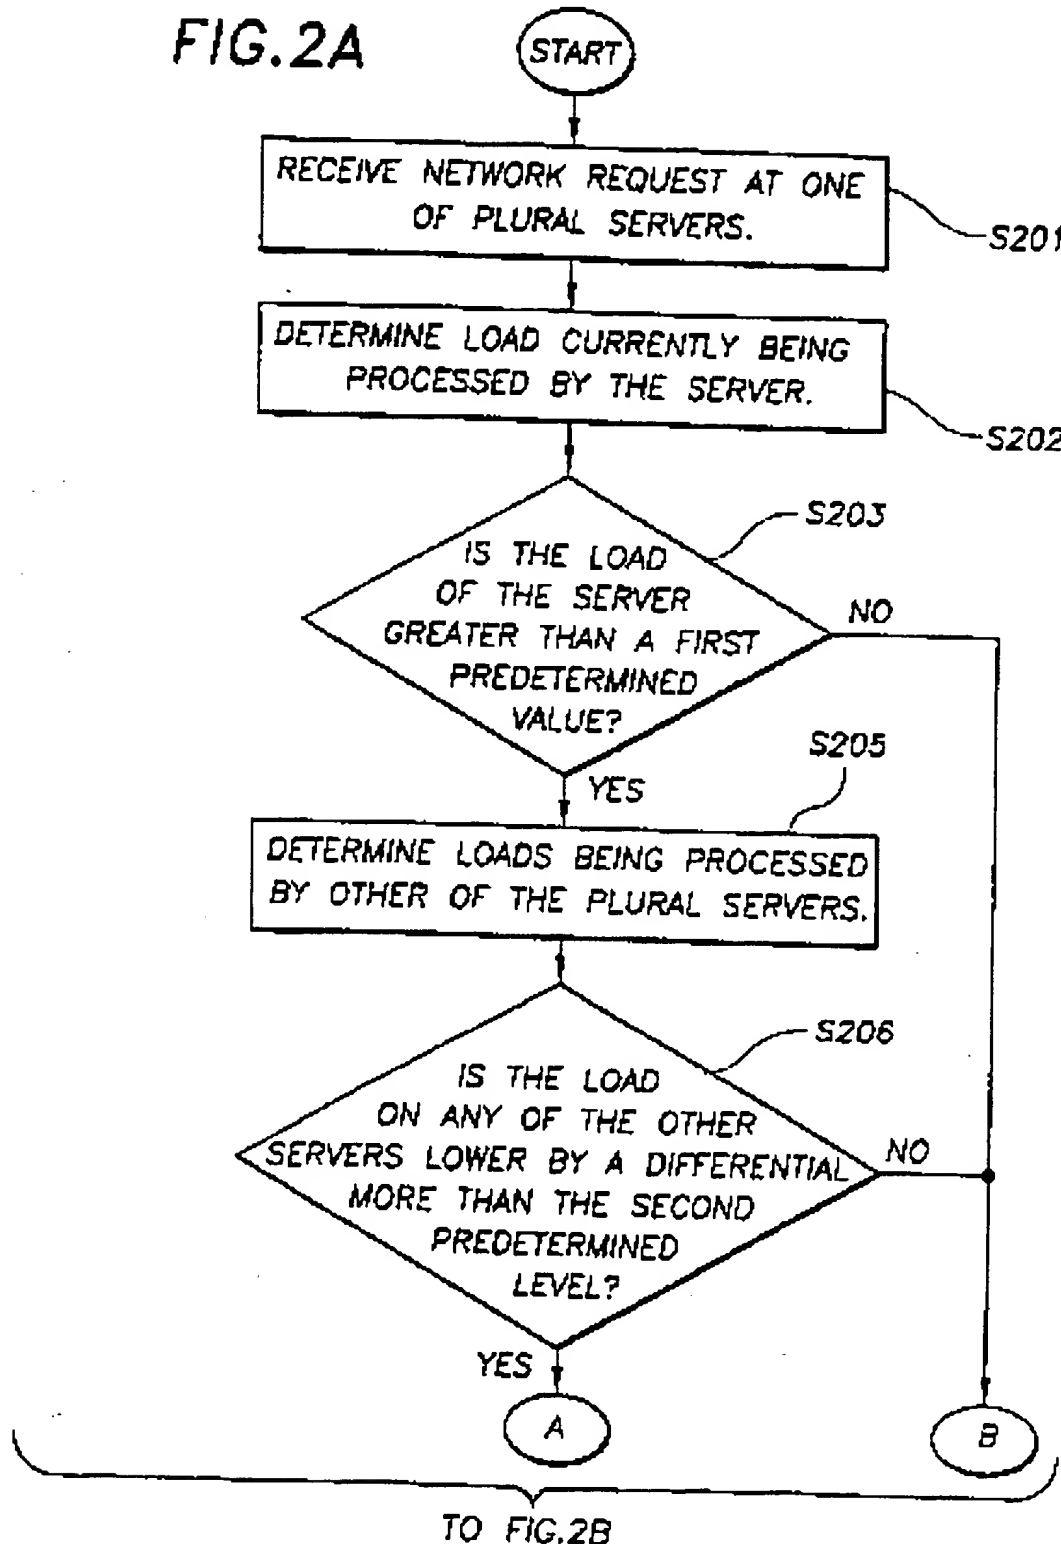 FIG.2A
START
RECEIVE NETWORK REQUEST AT ONE
OF PLURAL SERVERS.
S201
DETERMINE LOAD CURRENTLY BEING
PROCESSED BY THE SERVER.
S202
S203
IS THE LOAD
OF THE SERVER
GREATER THAN A FIRST
PREDETERMINED
VALUE?
NO
YES
S205
DETERMINE LOADS BEING PROCESSED
BY OTHER OF THE PLURAL SERVERS.
S206
IS THE LOAD
ON ANY OF THE OTHER
SERVERS LOWER BY A DIFFERENTIAL
MORE THAN THE SECOND
PREDETERMINED
LEVEL?
NO
YES
A
B
TO FIG.2B